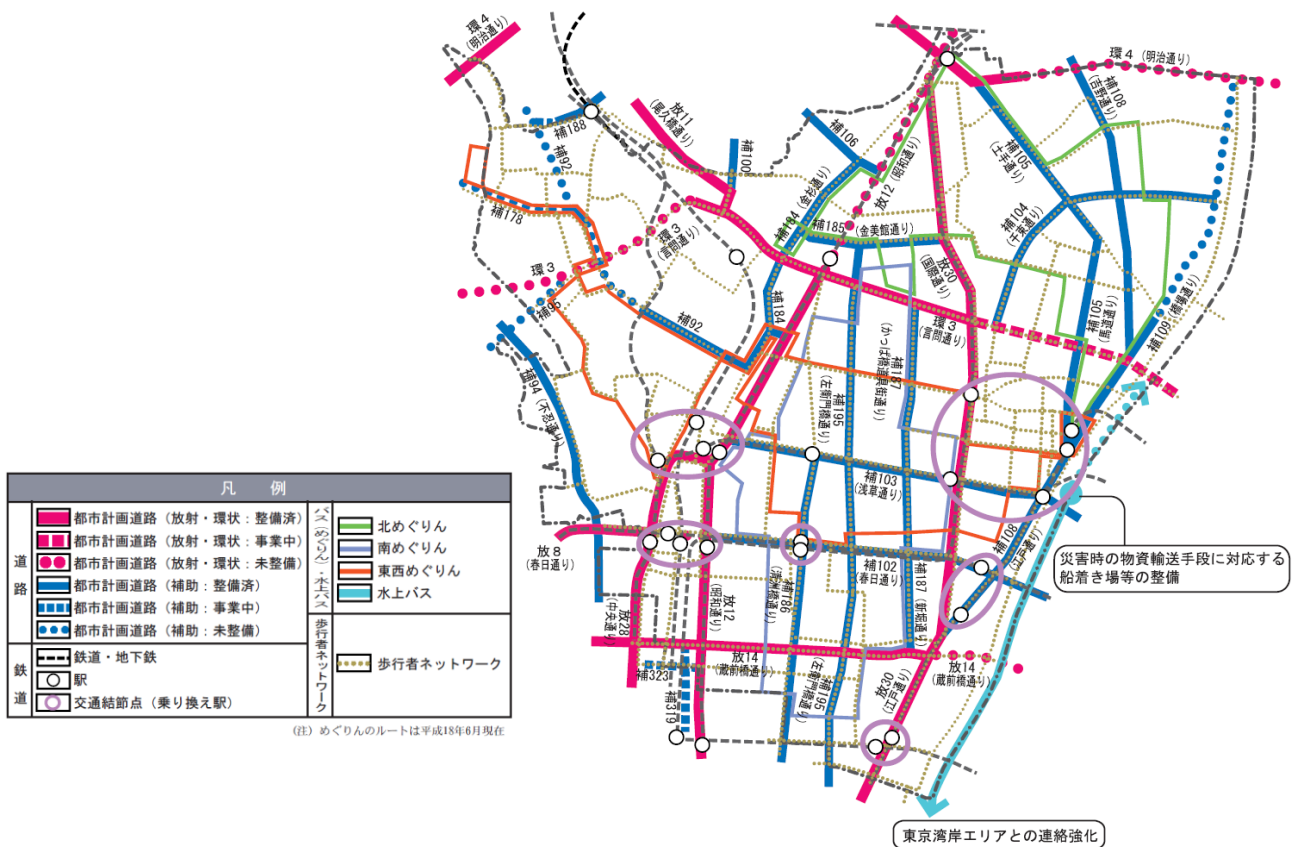 環4
(明治通り)
環4 (明治通り)
補108
(吉野通り)
放11
(尾久橋通り)
補188
補92
補100
補106
放12 (昭和通り)
補105
(土手通り)
補178
補184 (金杉通り)
補185 (金美館通り)
補104
(千束通り)
環3
(言問通り)
放30
(国際通り)
環3
補96
補92
補184
環3
(言問通り)
補105
(馬道通り)
補109 (橋場通り)
補94 (不忍通り)
補187
(かっぱ橋道具街通り)
補195
(左衛門橋通り)
補103
(浅草通り)
補108
(江戸通り)
放8
(春日通り)
補102
(春日通り)
補186
(清洲橋通り)
補187 (新堀通り)
放12
(昭和通り)
放28
(中央通り)
放14
(蔵前橋通り)
放14
(蔵前橋通り)
補323
補319
補195
(左衛門橋通り)
放30
(江戸通り)
災害時の物資輸送手段に対応する
船着き場等の整備
東京湾岸エリアとの連絡強化
凡 例
道路
都市計画道路(放射・環状:整備済)
都市計画道路(放射・環状:事業中)
都市計画道路(放射・環状:未整備)
都市計画道路(補助:整備済)
都市計画道路(補助:事業中)
都市計画道路(補助:未整備)
鉄道
鉄道・地下鉄
駅
交通結節点(乗り換え駅)
バス(めぐりん)・水上バス
北めぐりん
南めぐりん
東西めぐりん
水上バス
歩行者ネットワーク
歩行者ネットワーク
(注) めぐりんのルートは平成18年6月現在